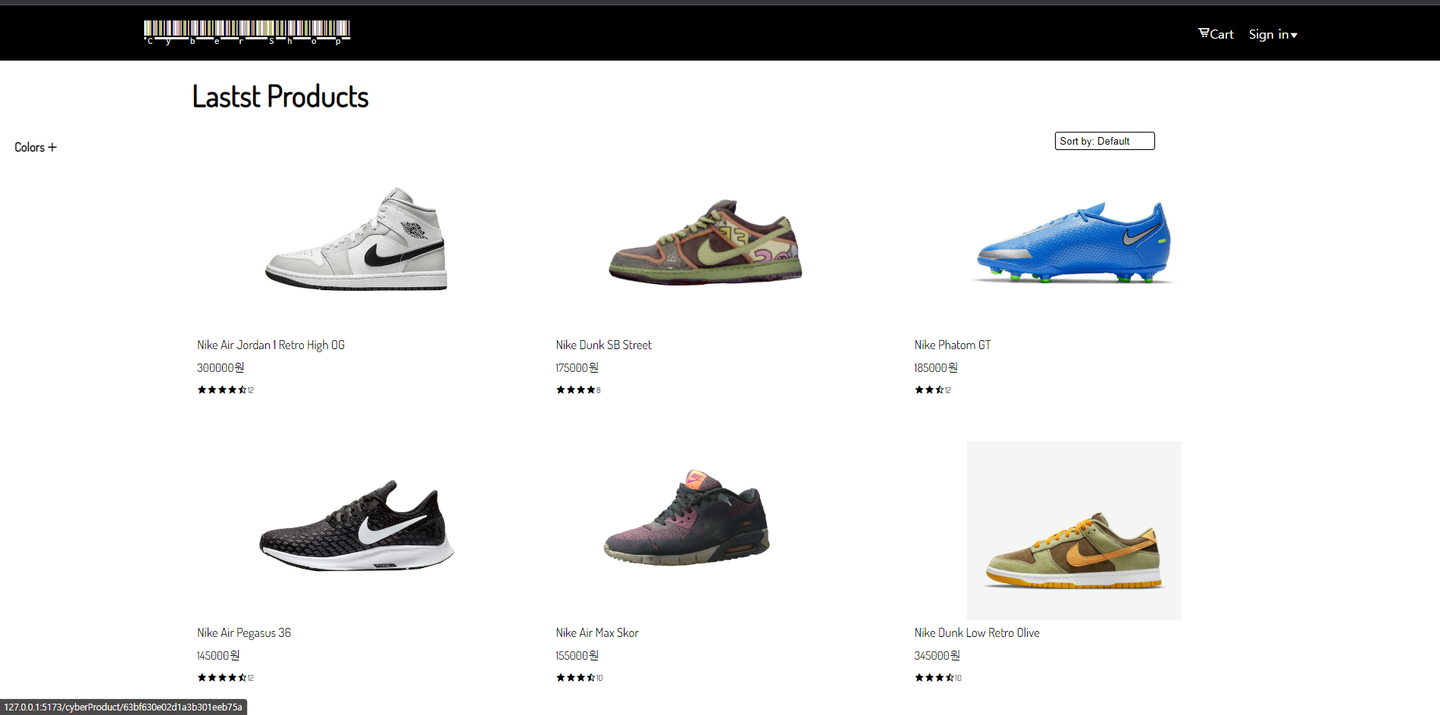 Cyber Shop
Cart Sign in
Lastst Products
Colors +
Sort by: Default
Nike Air Jordan 1 Retro High OG
300000원
12
Nike Dunk SB Street
175000원
8
Nike Phatom GT
185000원
12
Nike Air Pegasus 36
145000원
12
Nike Air Max Skor
155000원
10
Nike Dunk Low Retro Olive
345000원
10
127.0.0.1:5173/cyberProduct/63bf630e02d1a3b301eeb75a